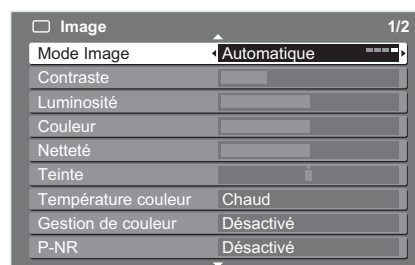 Image 1/2
Mode Image Automatique
Contraste
Luminosité
Couleur
Netteté
Teinte
Température couleur Chaud
Gestion de couleur Désactivé
P-NR Désactivé